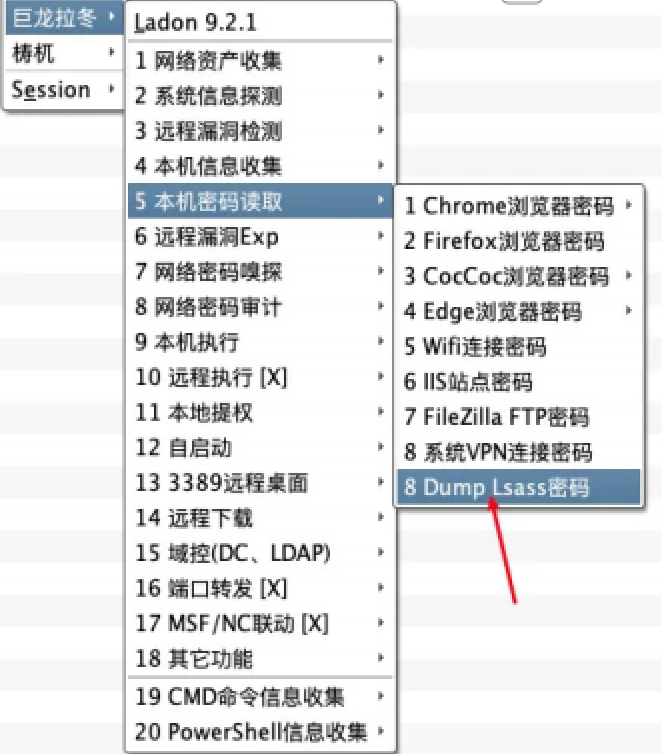 巨龙拉冬
梼杌
Session
Ladon 9.2.1
1 网络资产收集
2 系统信息探测
3 远程漏洞检测
4 本机信息收集
5 本机密码读取
6 远程漏洞Exp
7 网络密码嗅探
8 网络密码审计
9 本机执行
10 远程执行 [X]
11 本地提权
12 自启动
13 3389远程桌面
14 远程下载
15 域控(DC、LDAP)
16 端口转发 [X]
17 MSF/NC联动 [X]
18 其它功能
19 CMD命令信息收集
20 PowerShell信息收集
1 Chrome浏览器密码
2 Firefox浏览器密码
3 CocCoc浏览器密码
4 Edge浏览器密码
5 Wifi连接密码
6 IIS站点密码
7 FileZilla FTP密码
8 系统VPN连接密码
8 Dump Lsass密码